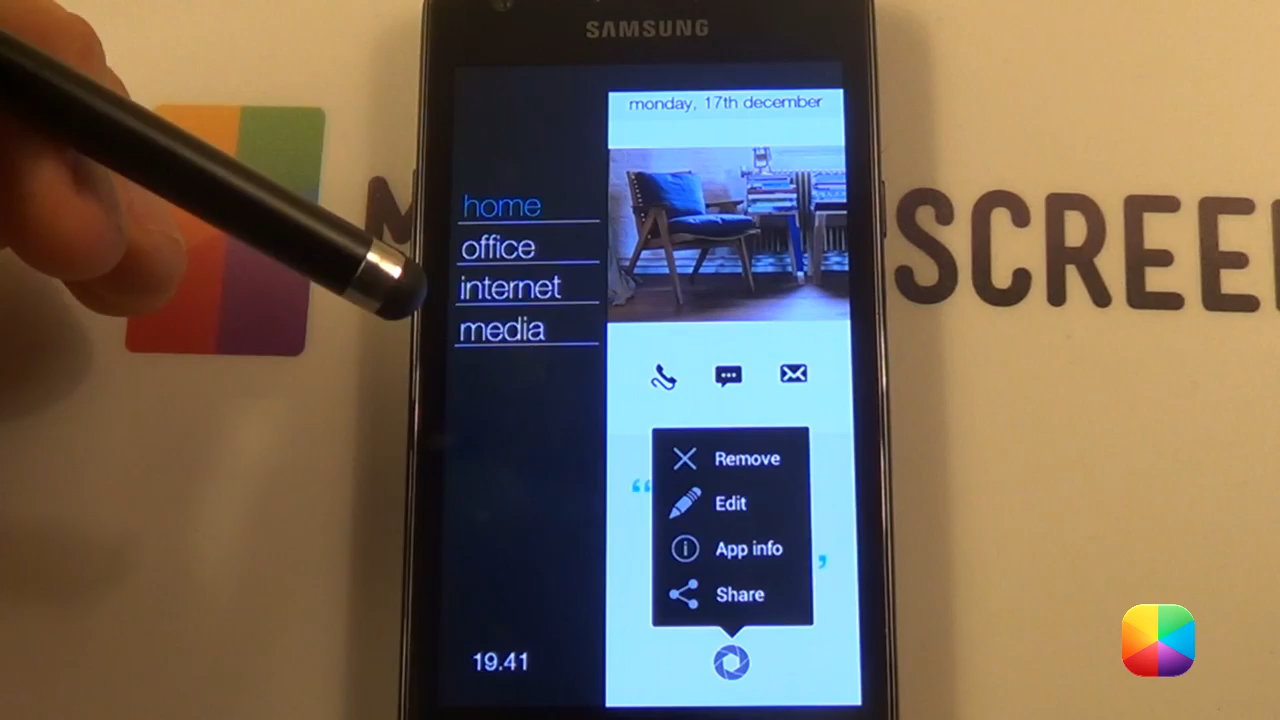 SAMSUNG
monday, 17th december
home
office
internet
media
SCREE
Remove
Edit
App info
Share
19.41